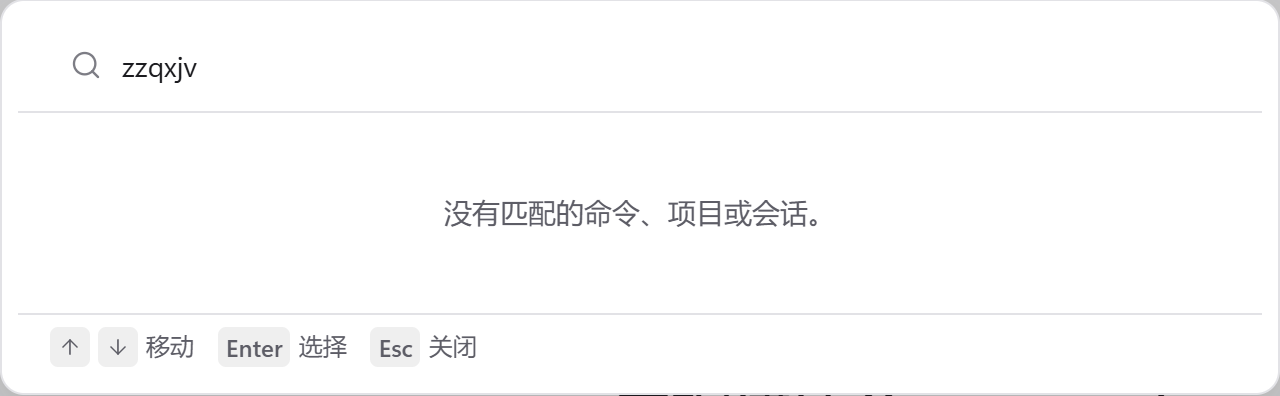 zzqxjv
没有匹配的命令、项目或会话。
↑ ↓ 移动 Enter 选择 Esc 关闭